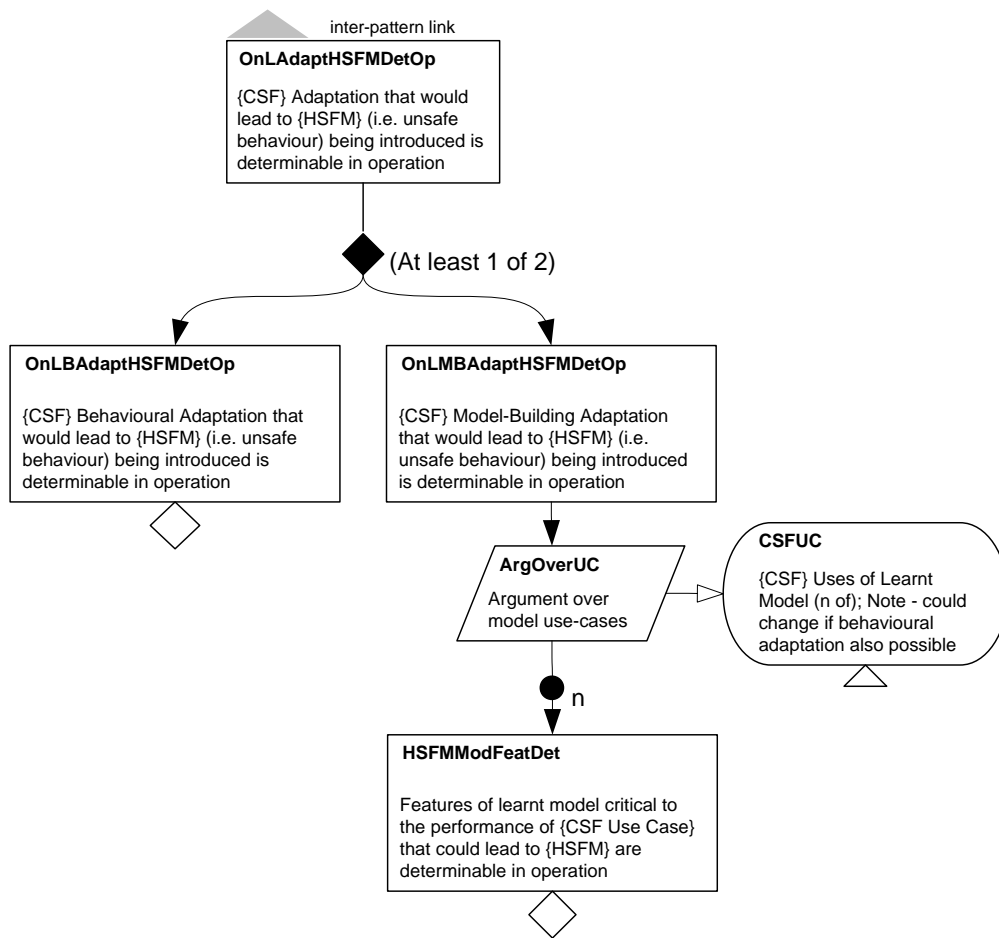 inter-pattern link
OnLAdaptHSFMDetOp
{CSF} Adaptation that would
lead to {HSFM} (i.e. unsafe
behaviour) being introduced is
determinable in operation
(At least 1 of 2)
OnLBAdaptHSFMDetOp
{CSF} Behavioural Adaptation that
would lead to {HSFM} (i.e. unsafe
behaviour) being introduced is
determinable in operation
OnLMBAdaptHSFMDetOp
{CSF} Model-Building Adaptation
that would lead to {HSFM} (i.e.
unsafe behaviour) being introduced
is determinable in operation
ArgOverUC
Argument over
model use-cases
CSFUC
{CSF} Uses of Learnt
Model (n of); Note - could
change if behavioural
adaptation also possible
n
HSFMModFeatDet
Features of learnt model critical to
the performance of {CSF Use Case}
that could lead to {HSFM} are
determinable in operation